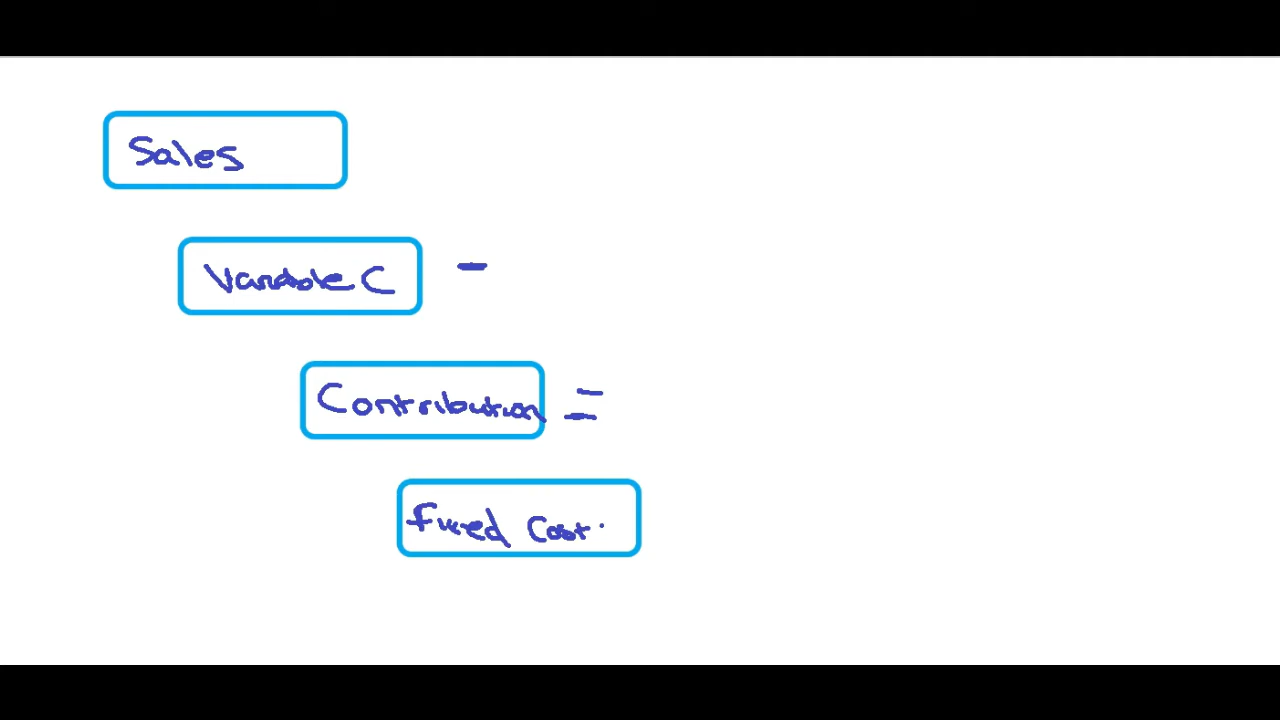 Sales
Variable C -
Contribution =
fixed Cost